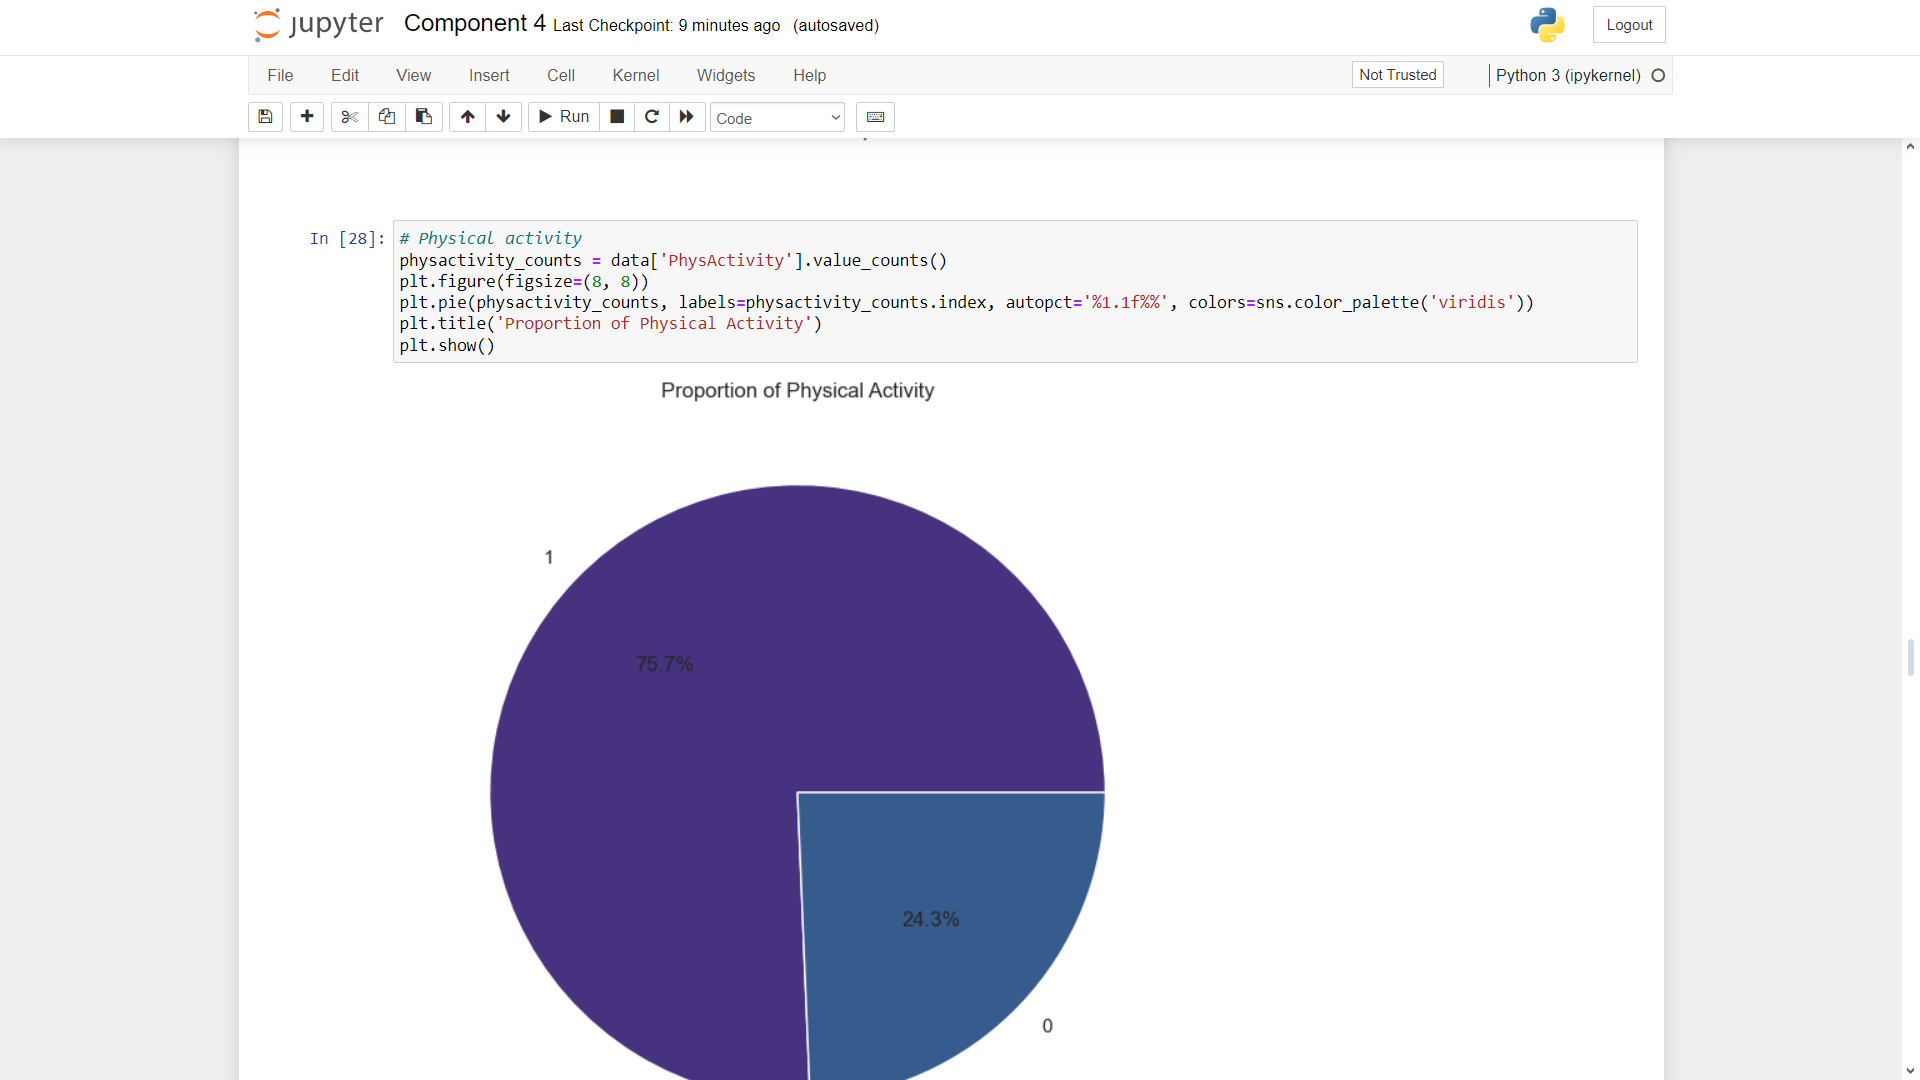 jupyter Component 4 Last Checkpoint: 9 minutes ago (autosaved) Logout
File Edit View Insert Cell Kernel Widgets Help Not Trusted Python 3 (ipykernel)
Run Code
In [28]: # Physical activity
physactivity_counts = data['PhysActivity'].value_counts()
plt.figure(figsize=(8, 8))
plt.pie(physactivity_counts, labels=physactivity_counts.index, autopct='%1.1f%%', colors=sns.color_palette('viridis'))
plt.title('Proportion of Physical Activity')
plt.show()
Proportion of Physical Activity
1
75.7%
24.3%
0